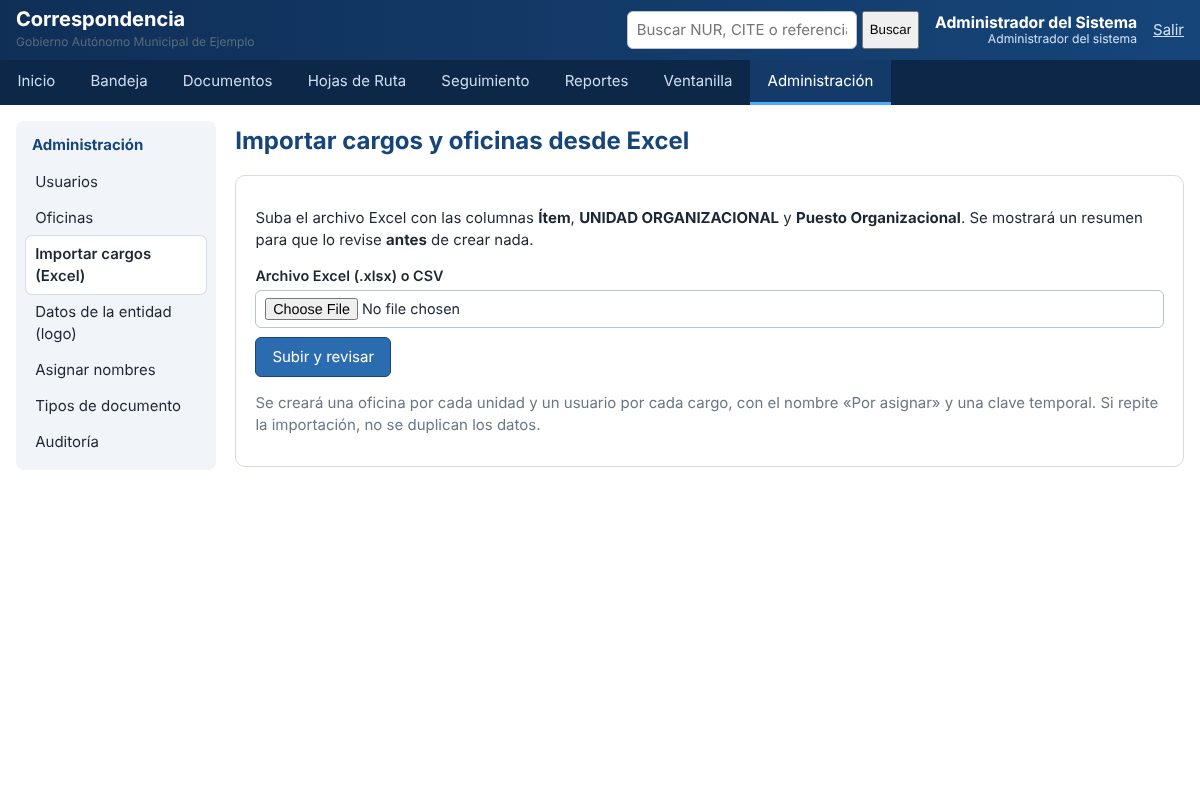 Correspondencia
Gobierno Autónomo Municipal de Ejemplo
Buscar NUR, CITE o referenci
Buscar
Administrador del Sistema
Administrador del sistema
Salir
Inicio
Bandeja
Documentos
Hojas de Ruta
Seguimiento
Reportes
Ventanilla
Administración
Administración
Usuarios
Oficinas
Importar cargos
(Excel)
Datos de la entidad
(logo)
Asignar nombres
Tipos de documento
Auditoría
Importar cargos y oficinas desde Excel
Suba el archivo Excel con las columnas Ítem, UNIDAD ORGANIZACIONAL y Puesto Organizacional. Se mostrará un resumen
para que lo revise antes de crear nada.
Archivo Excel (.xlsx) o CSV
Choose File No file chosen
Subir y revisar
Se creará una oficina por cada unidad y un usuario por cada cargo, con el nombre «Por asignar» y una clave temporal. Si repite
la importación, no se duplican los datos.